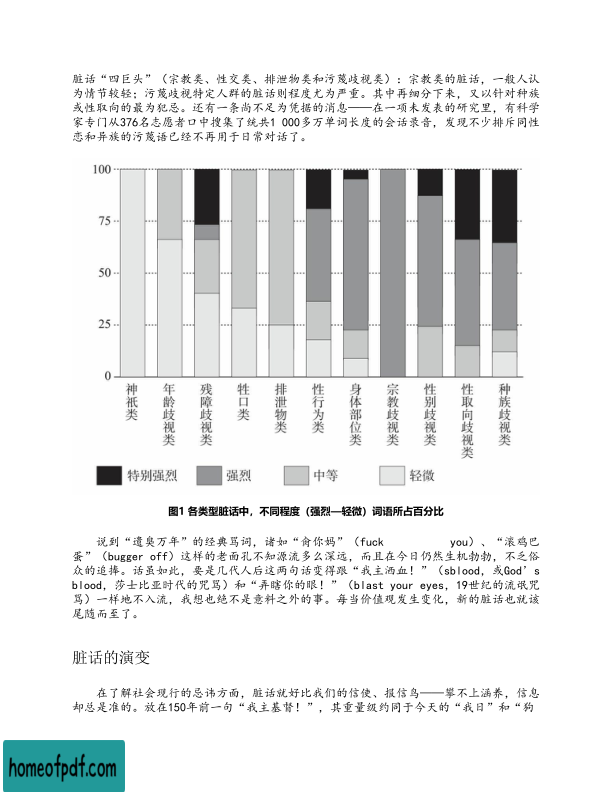 脏话“四巨头”（宗教类、性交类、排泄物类和污蔑歧视类）：宗教类的脏话，一般人认
为情节较轻；污蔑歧视特定人群的脏话则程度尤为严重。其中再细分下来，又以针对种族
或性取向的最为犯忌。还有一条尚不足为凭据的消息——在一项未发表的研究里，有科学
家专门从376名志愿者口中搜集了统共1 000多万单词长度的会话录音，发现不少排斥同性
恋和异族的污蔑语已经不再用于日常对话了。
100
75
50
25
0
神祇类
年龄歧视类
残障歧视类
牲口类
排泄物类
性行为类
身体部位类
宗教歧视类
性别歧视类
性取向歧视类
种族歧视类
特别强烈 强烈 中等 轻微
图1 各类型脏话中，不同程度（强烈—轻微）词语所占百分比
说到“遗臭万年”的经典骂词，诸如“肏你妈”（fuck you）、“滚鸡巴
蛋”（bugger off）这样的老面孔不知源流多么深远，而且在今日仍然生机勃勃，不乏俗
众的追捧。话虽如此，要是几代人后这两句话变得跟“我主洒血！”（sblood，或God’s
blood，莎士比亚时代的咒骂）和“弄瞎你的眼！”（blast your eyes，19世纪的流氓咒
骂）一样地不入流，我想也绝不是意料之外的事。每当价值观发生变化，新的脏话也就该
尾随而至了。
脏话的演变
在了解社会现行的忌讳方面，脏话就好比我们的信使、报信鸟——攀不上涵养，信息
却总是准的。放在150年前一句“我主基督！”，其重量级约同于今天的“我日”和“狗
homeofpdf.com